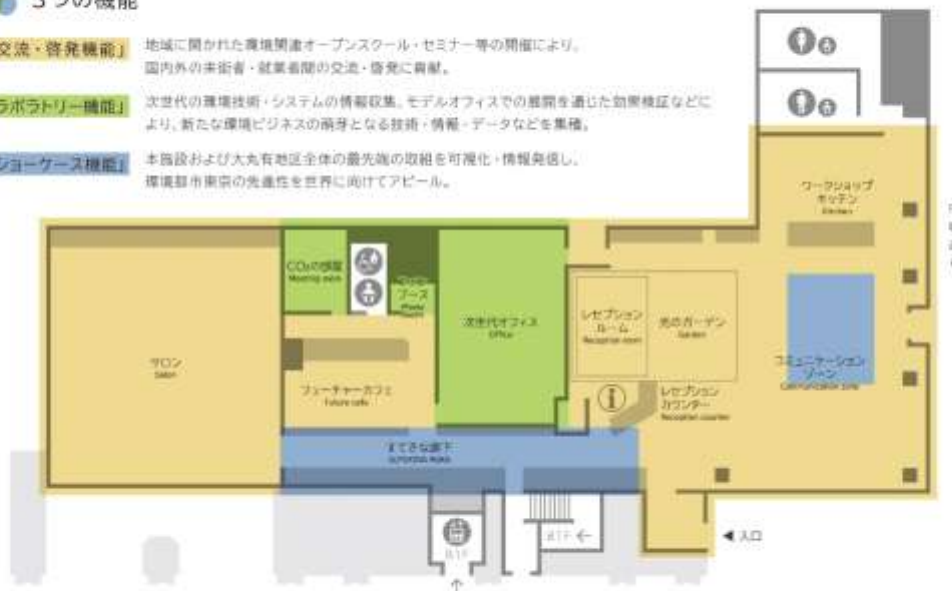 ３つの機能
交流・啓発機能」
地域に開かれた環境関連オープンスクール・セミナー等の開催により、
国内外の来街者・就業者間の交流・啓発に貢献。
ラボラトリー機能」
次世代の環境技術・システムの情報収集、モデルオフィスでの展開を通じた効果検証などに
より、新たな環境ビジネスの萌芽となる技術・情報・データなどを集積。
ショーケース機能」
本施設および大丸有地区全体の最先端の取組を可視化・情報発信し、
環境都市東京の先進性を世界に向けてアピール。
ワークショップ
キッチン
Kitchen
CO₂の部屋
Meeting room
ブース
次世代オフィス
Office
レセプション
ルーム
Reception room
光のガーデン
Garden
コミュニケーション
ゾーン
Communication zone
サロン
Salon
フューチャーカフェ
Future cafe
レセプション
カウンター
Reception counter
すてきな廊下
B1F
B1F ←
◀ 入口